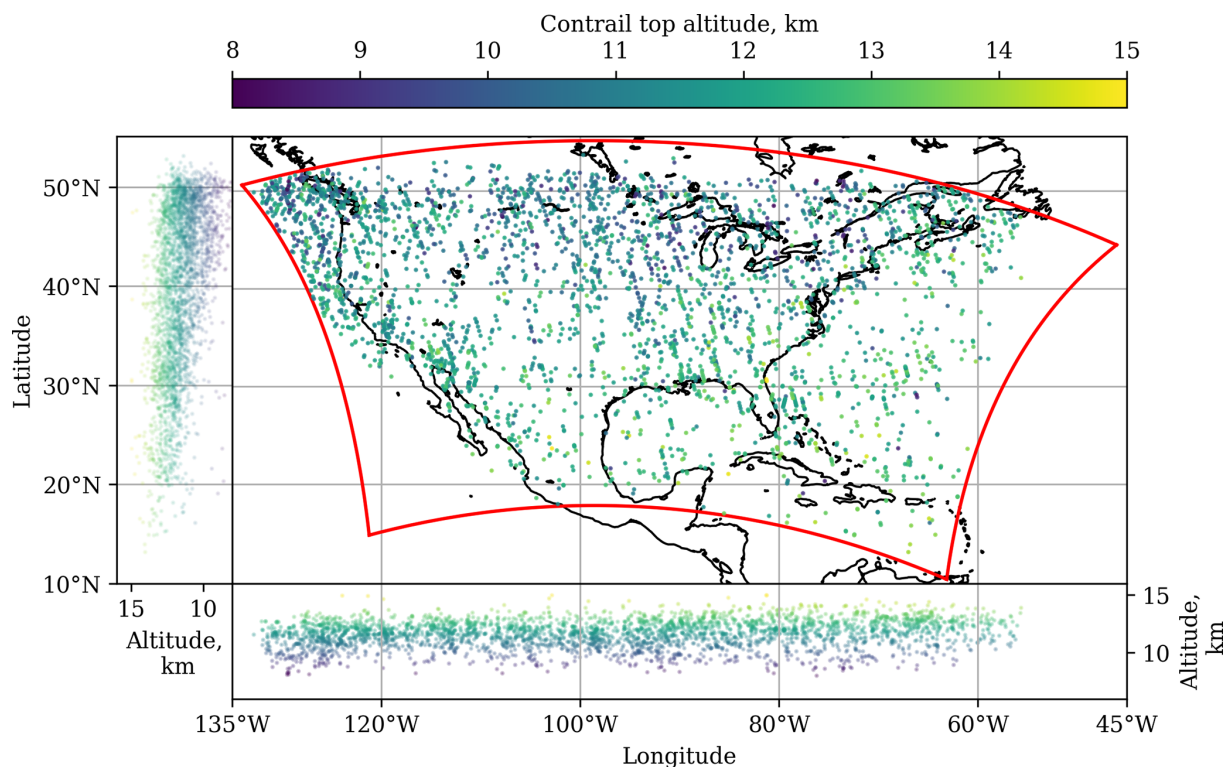 Contrail top altitude, km
8 9 10 11 12 13 14 15
50°N
40°N
30°N
20°N
10°N
Latitude
15 10
Altitude,
km
15
10
Altitude,
km
135°W 120°W 100°W 80°W 60°W 45°W
Longitude